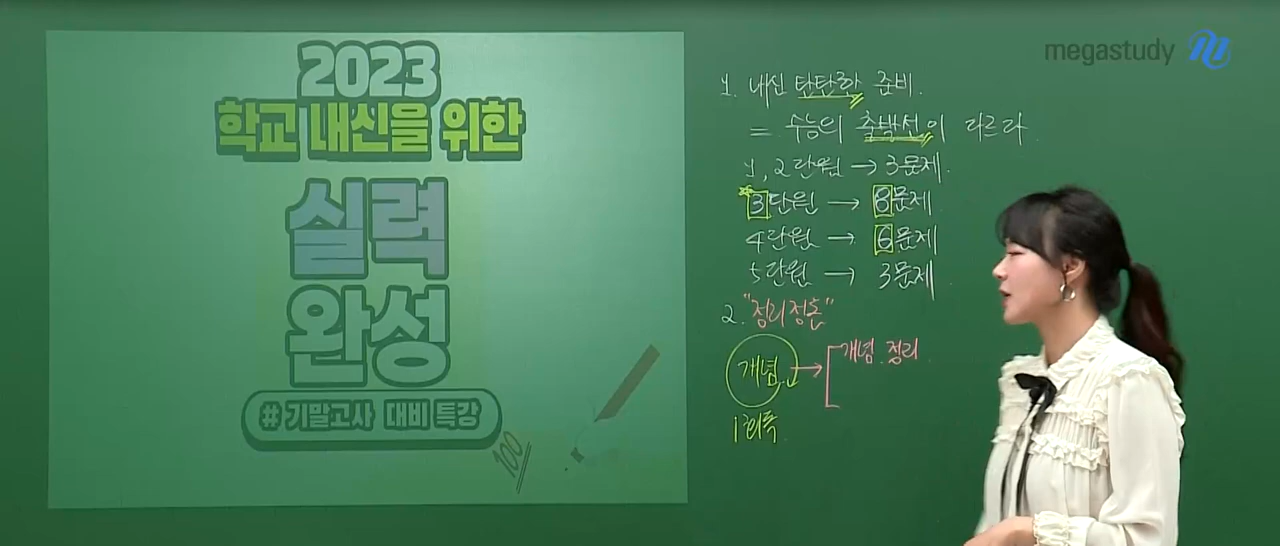 2023
학교 내신을 위한
실력
완성
# 기말고사 대비 특강
100
megastudy
1. 내신 탄탄한 준비.
= 수능의 출발선이 다르다.
1, 2단원 → 3문제.
3단원 → 8문제
4단원 → 6문제
5단원 → 3문제
2. "정리정돈"
개념 → 개념 정리
1회독